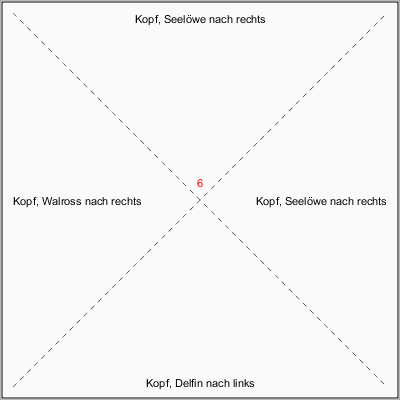 Kopf, Seelöwe nach rechts
6
Kopf, Walross nach rechts
Kopf, Seelöwe nach rechts
Kopf, Delfin nach links